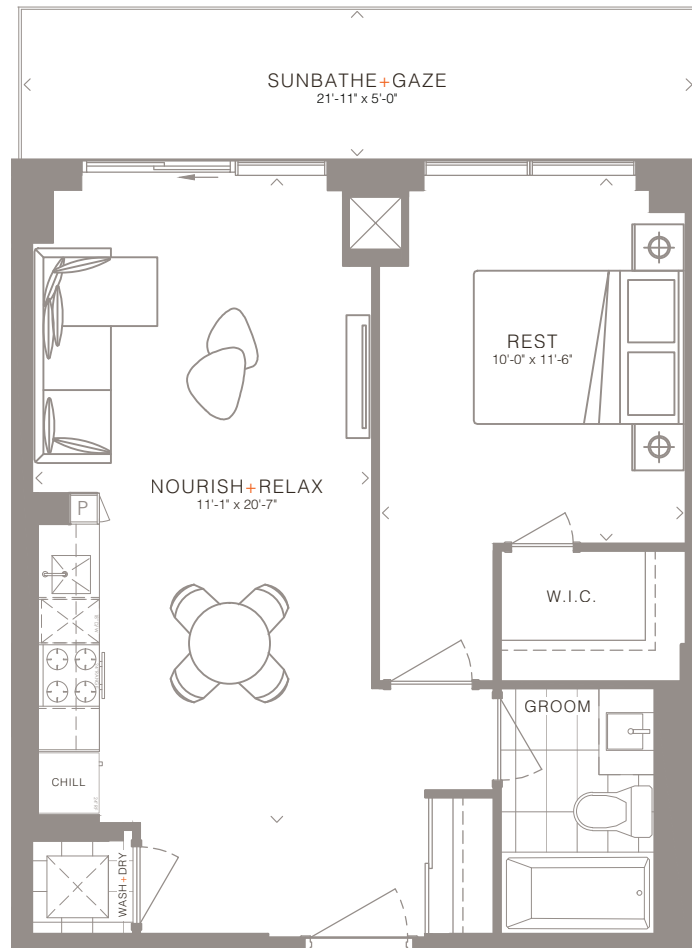 SUNBATHE+GAZE
21'-11" x 5'-0"
REST
10'-0" x 11'-6"
NOURISH+RELAX
11'-1" x 20'-7"
P
W.I.C.
GROOM
CHILL
WASH+DRY